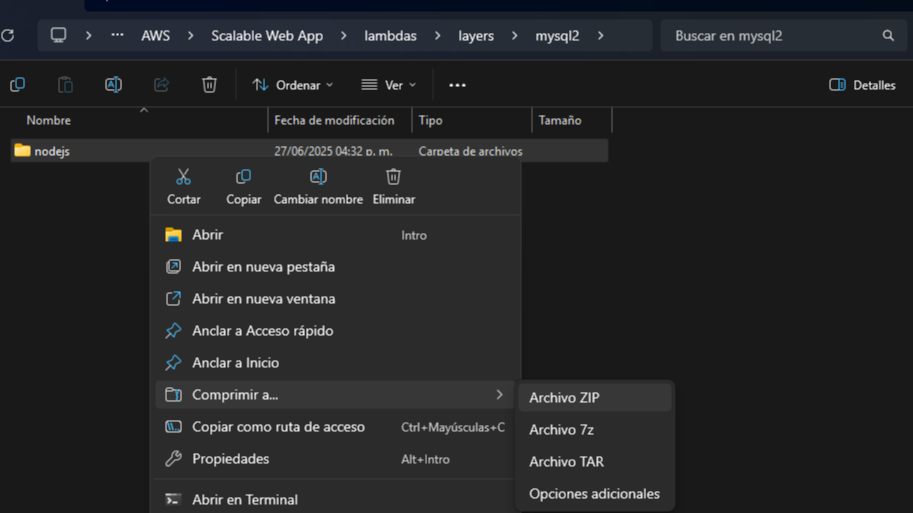 ··· AWS Scalable Web App lambdas layers mysql2 Buscar en mysql2
Ordenar Ver ··· Detalles
Nombre Fecha de modificación Tipo Tamaño
nodejs 27/06/2025 04:32 p. m. Carpeta de archivos
Cortar Copiar Cambiar nombre Eliminar
Abrir Intro
Abrir en nueva pestaña
Abrir en nueva ventana
Anclar a Acceso rápido
Anclar a Inicio
Comprimir a...
Archivo ZIP
Copiar como ruta de acceso Ctrl+Mayúsculas+C
Archivo 7z
Propiedades Alt+Intro
Archivo TAR
Abrir en Terminal
Opciones adicionales